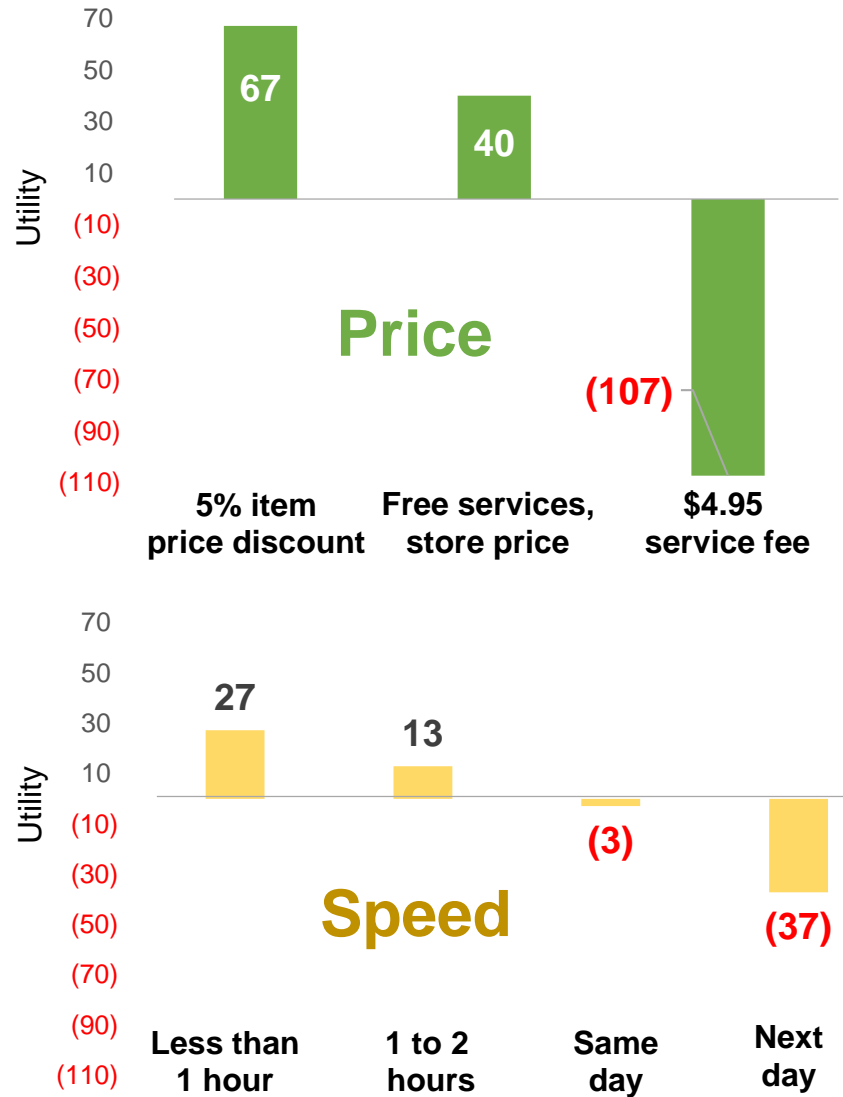 70
50
30
10
(10)
(30)
(50)
(70)
(90)
(110)
Utility
67
40
(107)
Price
5% item
price discount
Free services,
store price
$4.95
service fee
70
50
30
10
(10)
(30)
(50)
(70)
(90)
(110)
Utility
27
13
(3)
(37)
Speed
Less than
1 hour
1 to 2
hours
Same
day
Next
day